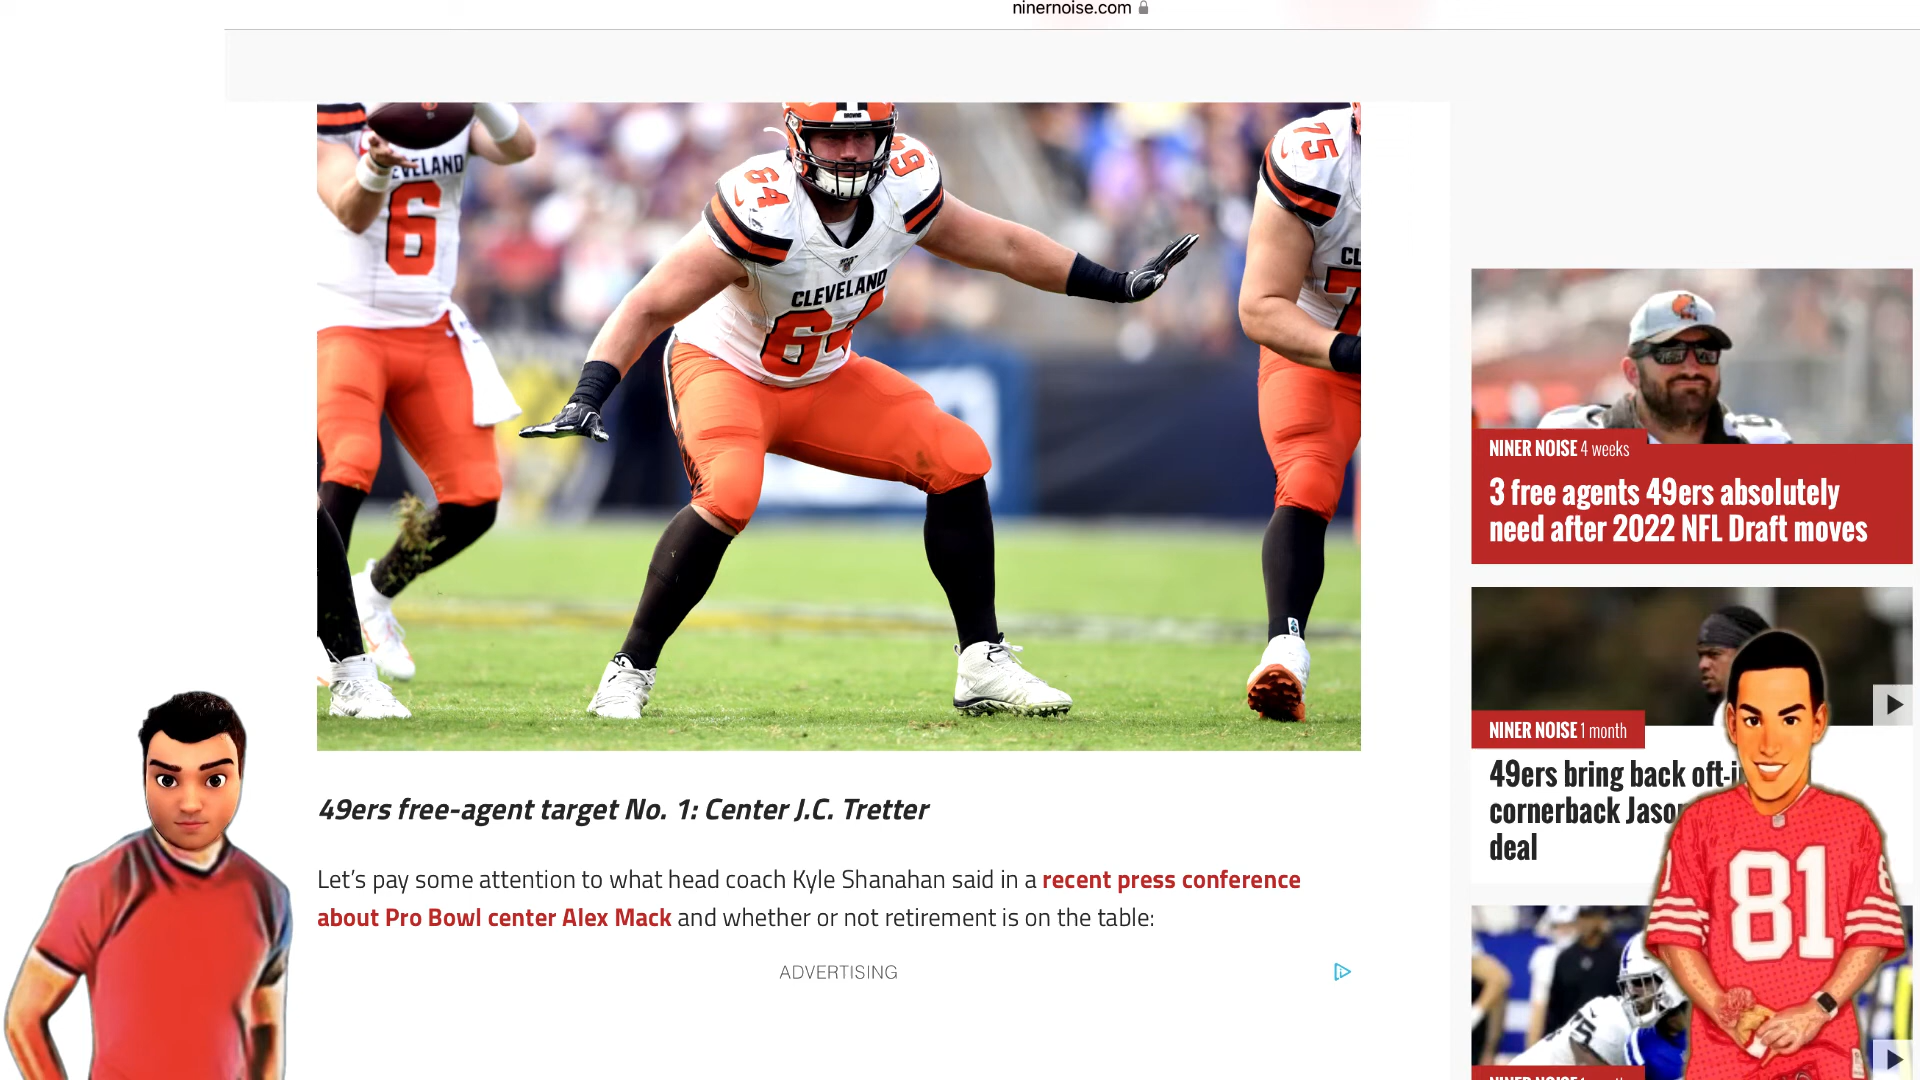 ninernoise.com
EVELAND
6
64
64
CLEVELAND
64
75
CL
7
49ers free-agent target No. 1: Center J.C. Tretter
Let's pay some attention to what head coach Kyle Shanahan said in a recent press conference
about Pro Bowl center Alex Mack and whether or not retirement is on the table:
ADVERTISING
NINER NOISE 4 weeks
3 free agents 49ers absolutely
need after 2022 NFL Draft moves
NINER NOISE 1 month
49ers bring back oft-i
cornerback Jaso
deal
81